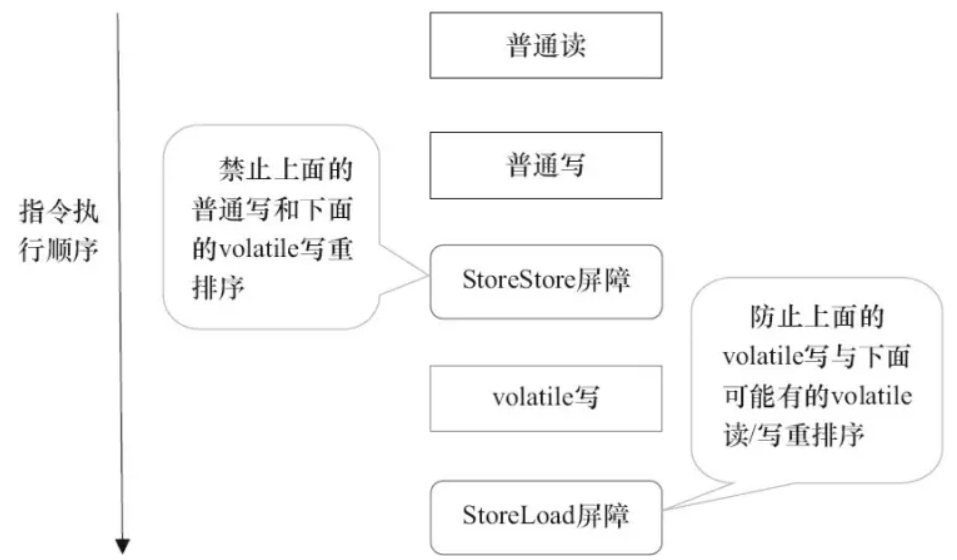 普通读
普通写
禁止上面的
普通写和下面
的volatile写重
排序
指令执
行顺序
StoreStore屏障
防止上面的
volatile写与下面
可能有的volatile
读/写重排序
volatile写
StoreLoad屏障